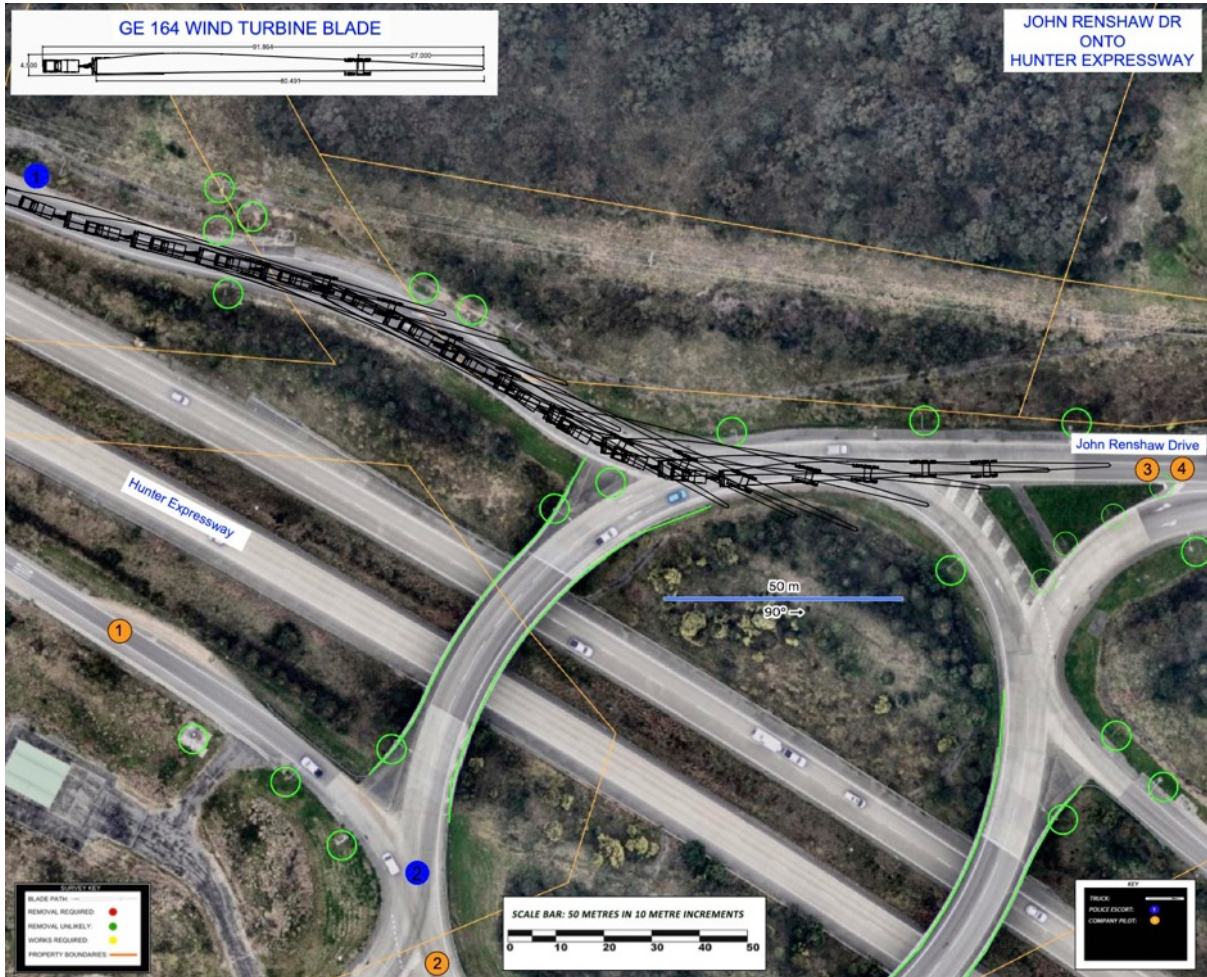 GE 164 WIND TURBINE BLADE
91.864
4.500
27.000
80.431
JOHN RENSHAW DR
ONTO
HUNTER EXPRESSWAY
1
John Renshaw Drive
3
4
Hunter Expressway
50 m
90° →
1
2
2
SURVEY KEY
BLADE PATH:
REMOVAL REQUIRED:
REMOVAL UNLIKELY:
WORKS REQUIRED:
PROPERTY BOUNDARIES:
SCALE BAR: 50 METRES IN 10 METRE INCREMENTS
0 10 20 30 40 50
KEY
TRUCK:
POLICE ESCORT:
COMPANY PILOT: